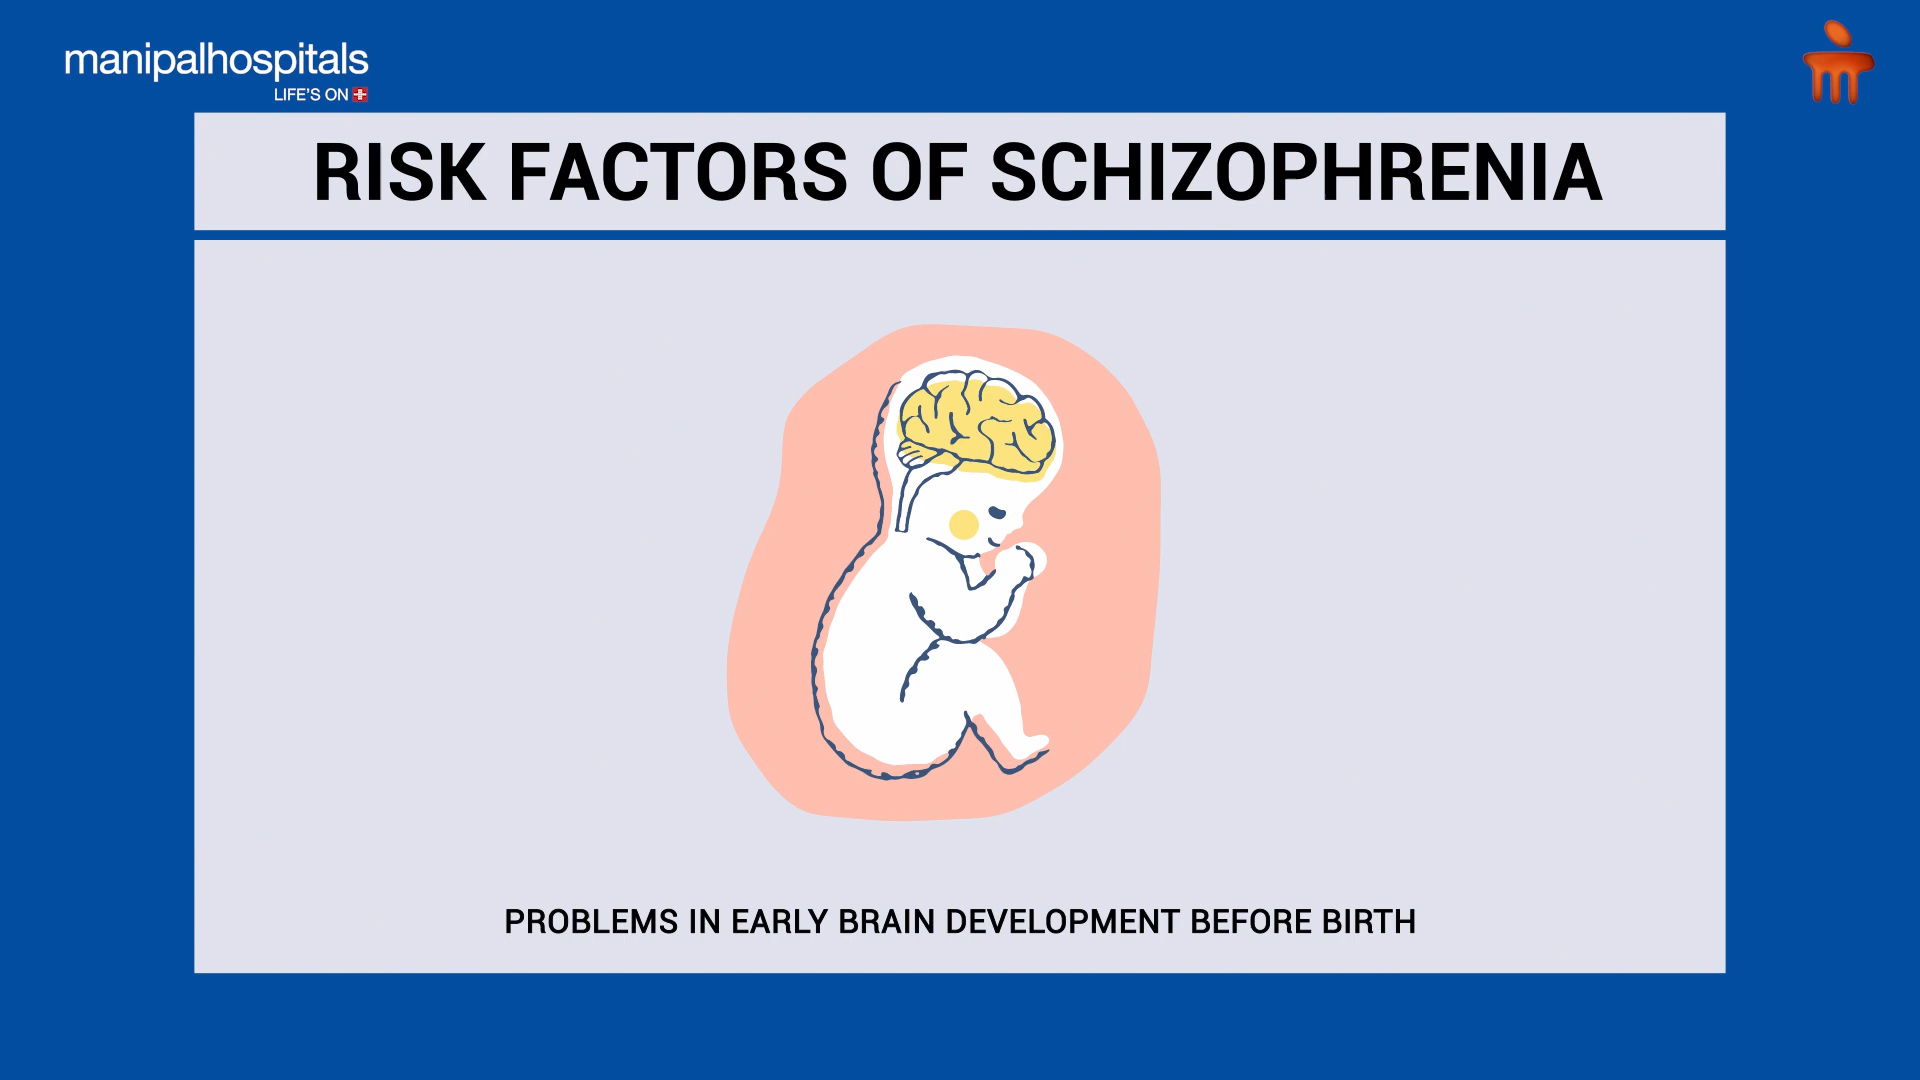 manipalhospitals
LIFE'S ON
RISK FACTORS OF SCHIZOPHRENIA
PROBLEMS IN EARLY BRAIN DEVELOPMENT BEFORE BIRTH